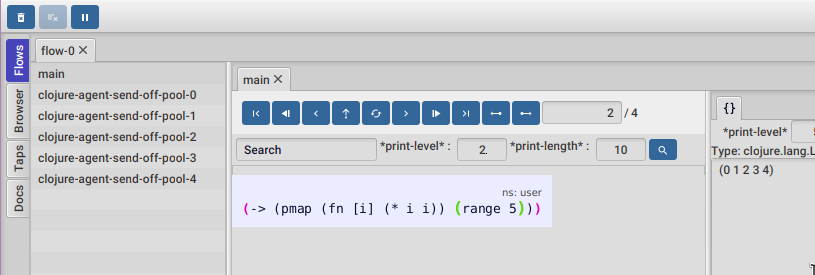 flow-0
main
clojure-agent-send-off-pool-0
clojure-agent-send-off-pool-1
clojure-agent-send-off-pool-2
clojure-agent-send-off-pool-3
clojure-agent-send-off-pool-4
Flows
Browser
Taps
Docs
main
2 / 4
Search *print-level* : 2. *print-length* : 10
ns: user
(-> (pmap (fn [i] (* i i)) (range 5)))
{}
*print-level*
Type: clojure.lang.L
(0 1 2 3 4)